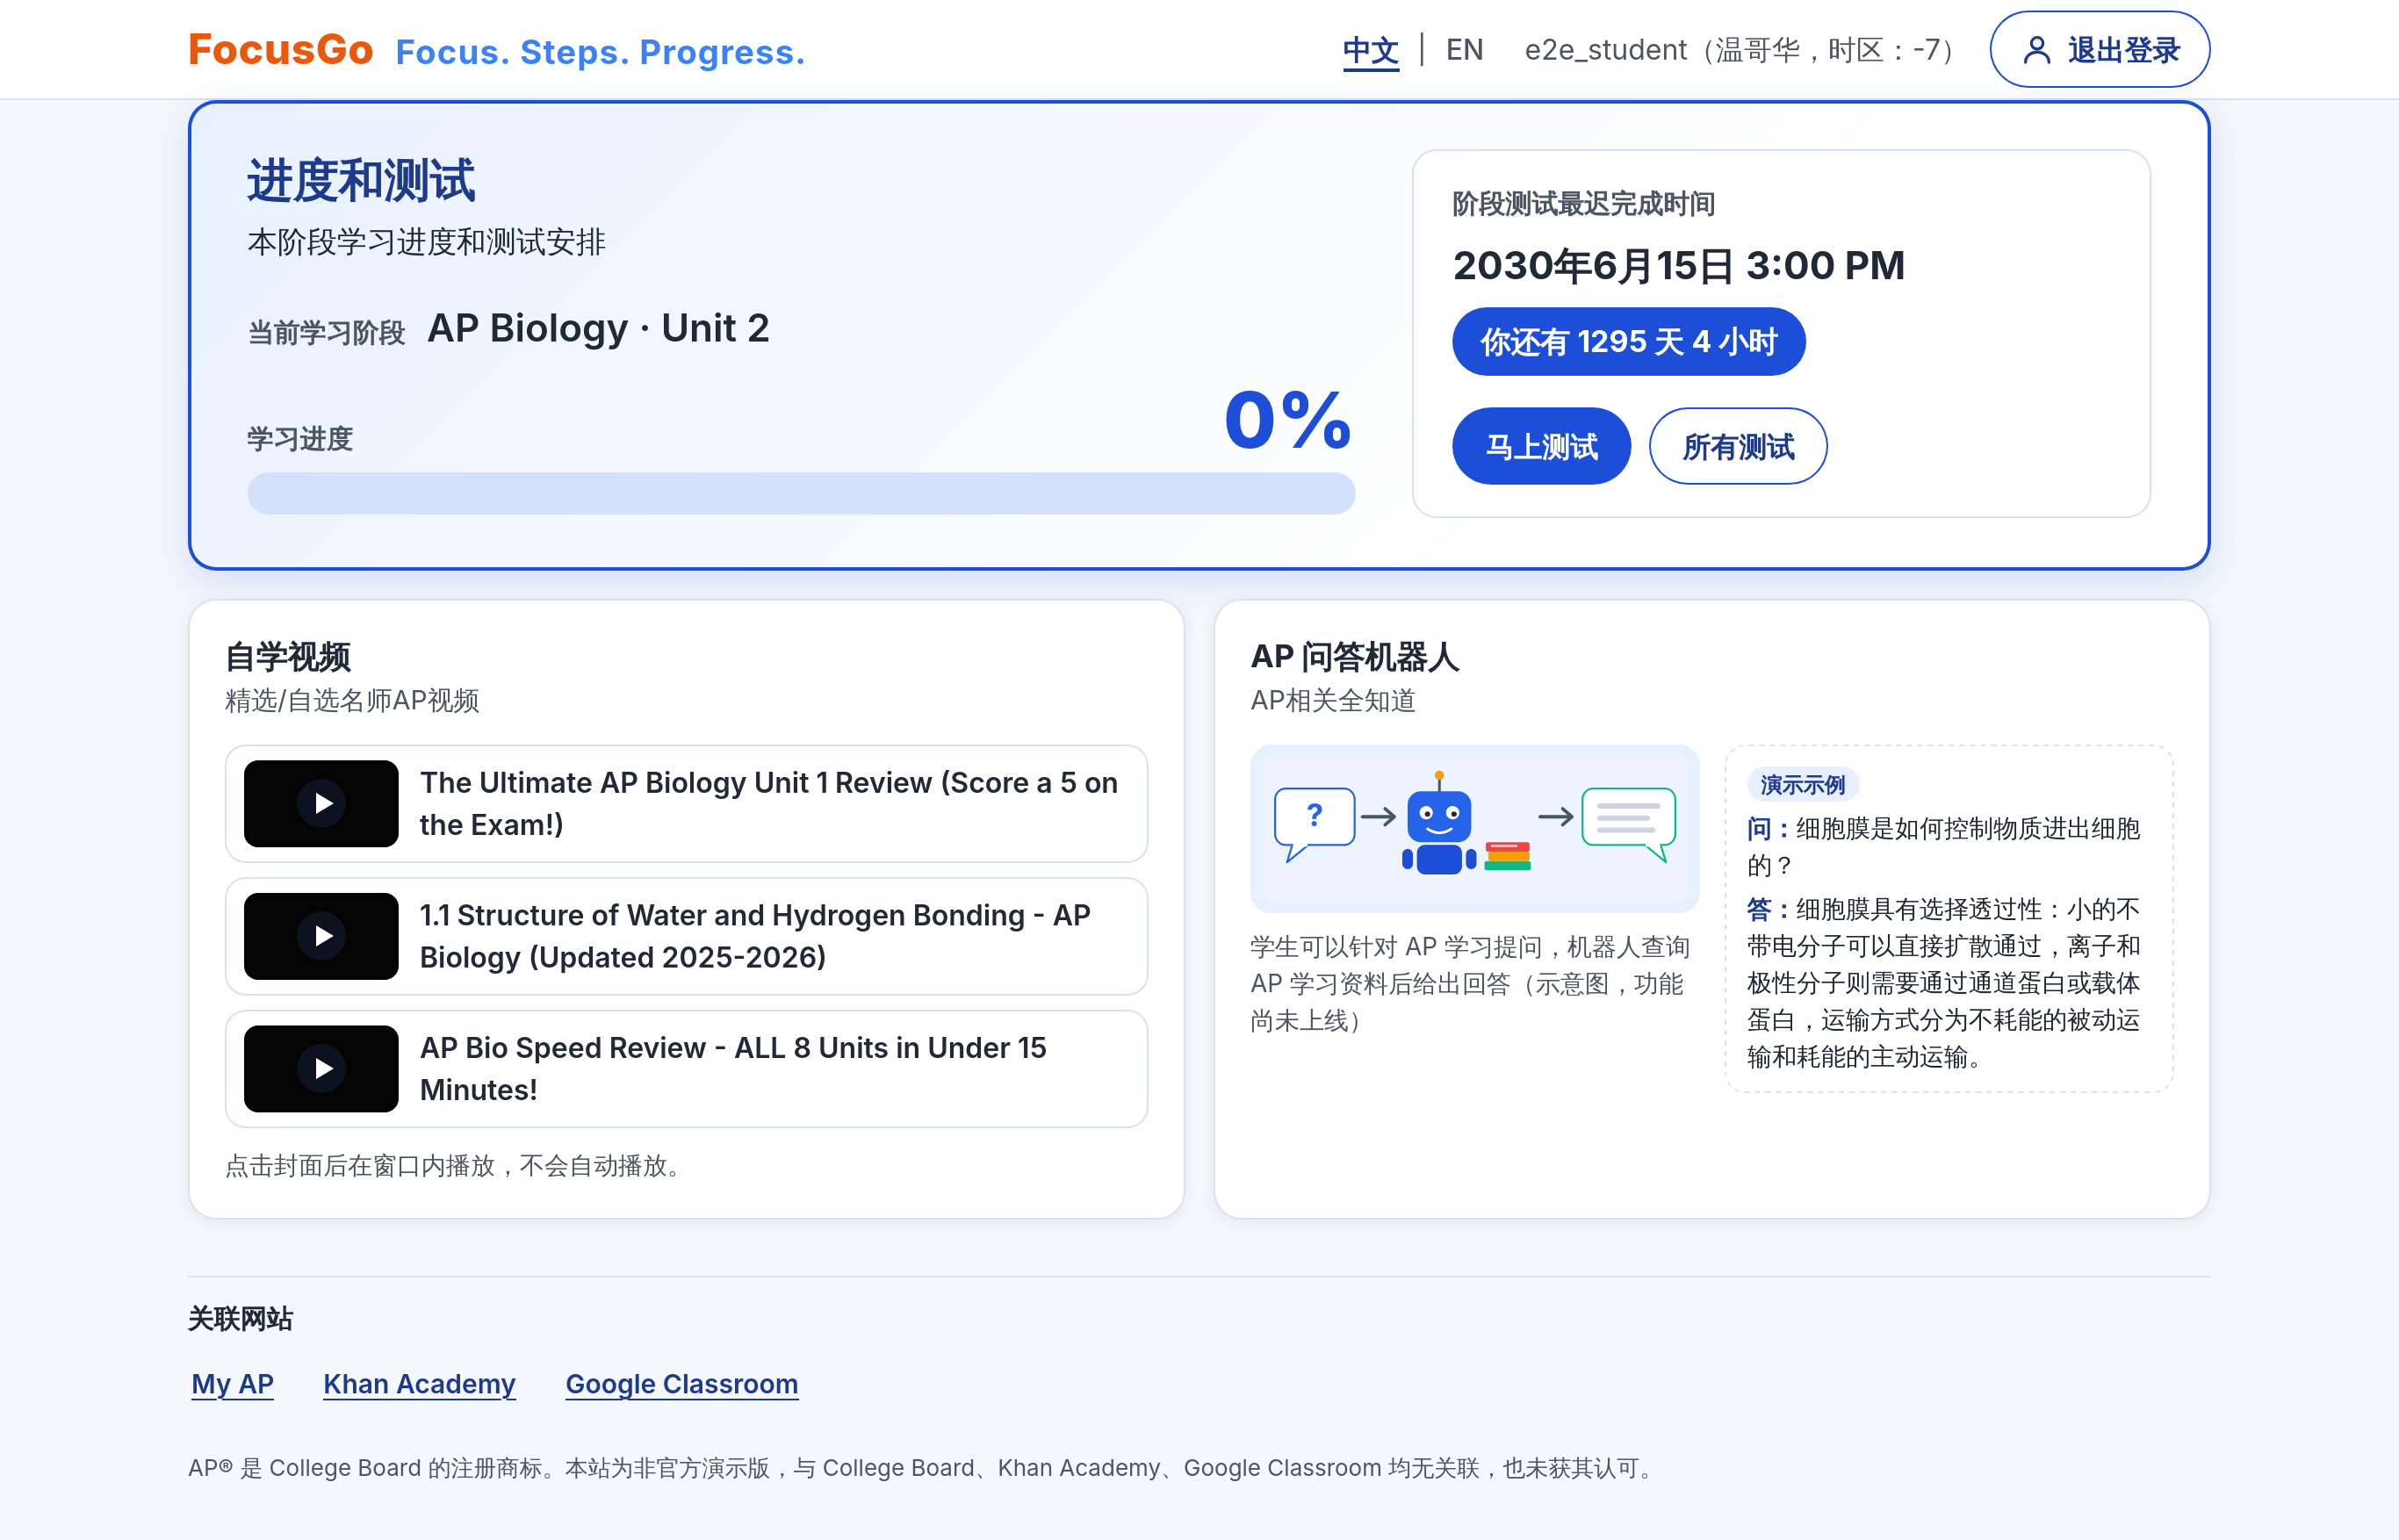 FocusGo Focus. Steps. Progress.
中文 | EN e2e_student（温哥华，时区：-7） 退出登录
进度和测试
本阶段学习进度和测试安排
当前学习阶段 AP Biology · Unit 2
学习进度 0%
阶段测试最迟完成时间
2030年6月15日 3:00 PM
你还有 1295 天 4 小时
马上测试 所有测试
自学视频
精选/自选名师AP视频
The Ultimate AP Biology Unit 1 Review (Score a 5 on
the Exam!)
1.1 Structure of Water and Hydrogen Bonding - AP
Biology (Updated 2025-2026)
AP Bio Speed Review - ALL 8 Units in Under 15
Minutes!
点击封面后在窗口内播放，不会自动播放。
AP 问答机器人
AP相关全知道
?
学生可以针对 AP 学习提问，机器人查询
AP 学习资料后给出回答（示意图，功能
尚未上线）
演示示例
问：细胞膜是如何控制物质进出细胞
的？
答：细胞膜具有选择透过性：小的不
带电分子可以直接扩散通过，离子和
极性分子则需要通过通道蛋白或载体
蛋白，运输方式分为不耗能的被动运
输和耗能的主动运输。
关联网站
My AP Khan Academy Google Classroom
AP® 是 College Board 的注册商标。本站为非官方演示版，与 College Board、Khan Academy、Google Classroom 均无关联，也未获其认可。